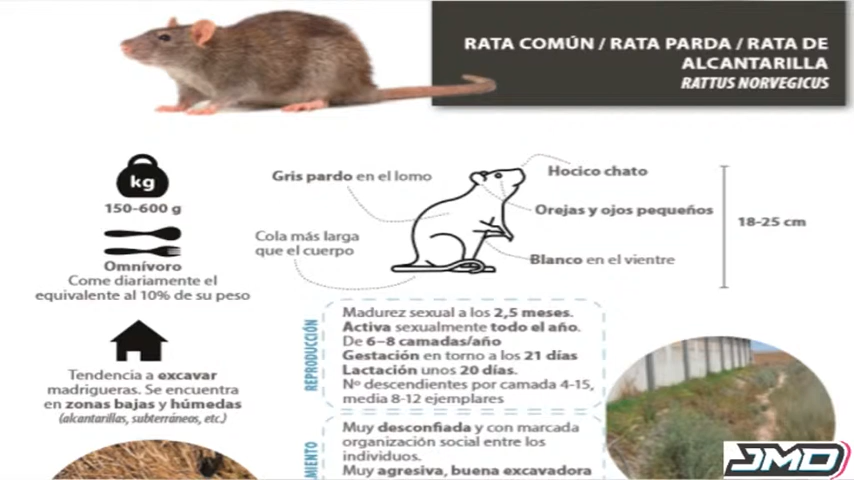 RATA COMÚN / RATA PARDA / RATA DE
ALCANTARILLA
RATTUS NORVEGICUS
kg
150-600 g
Omnívoro
Come diariamente el
equivalente al 10% de su peso
Tendencia a excavar
madrigueras. Se encuentra
en zonas bajas y húmedas
(alcantarillas, subterráneos, etc.)
Gris pardo en el lomo
Cola más larga
que el cuerpo
Hocico chato
Orejas y ojos pequeños
Blanco en el vientre
18-25 cm
REPRODUCCIÓN
Madurez sexual a los 2,5 meses.
Activa sexualmente todo el año.
De 6–8 camadas/año
Gestación en torno a los 21 días
Lactación unos 20 días.
Nº descendientes por camada 4-15,
media 8-12 ejemplares
MIENTO
Muy desconfiada y con marcada
organización social entre los
individuos.
Muy agresiva, buena excavadora
JMD